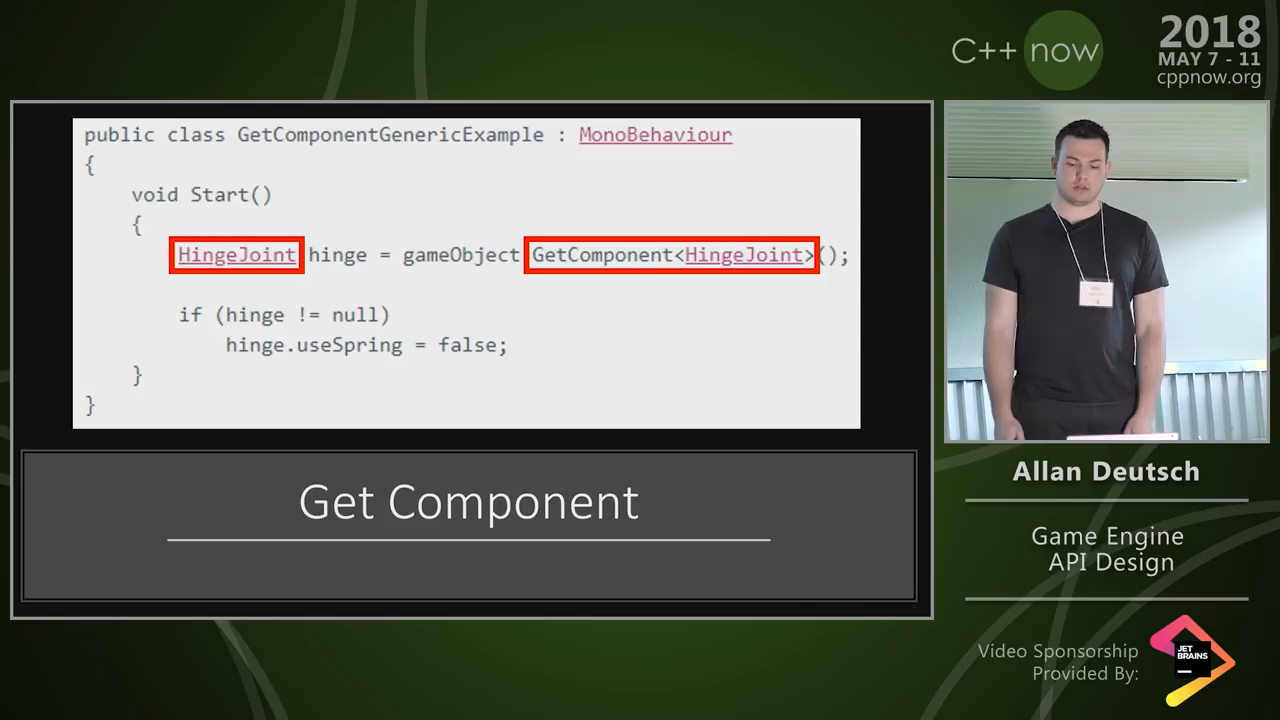 C++ now
2018
MAY 7 - 11
cppnow.org
public class GetComponentGenericExample : MonoBehaviour
{
void Start()
{
HingeJoint hinge = gameObject GetComponent<HingeJoint>();
if (hinge != null)
hinge.useSpring = false;
}
}
Get Component
Allan Deutsch
Game Engine
API Design
Video Sponsorship
Provided By:
JET
BRAINS